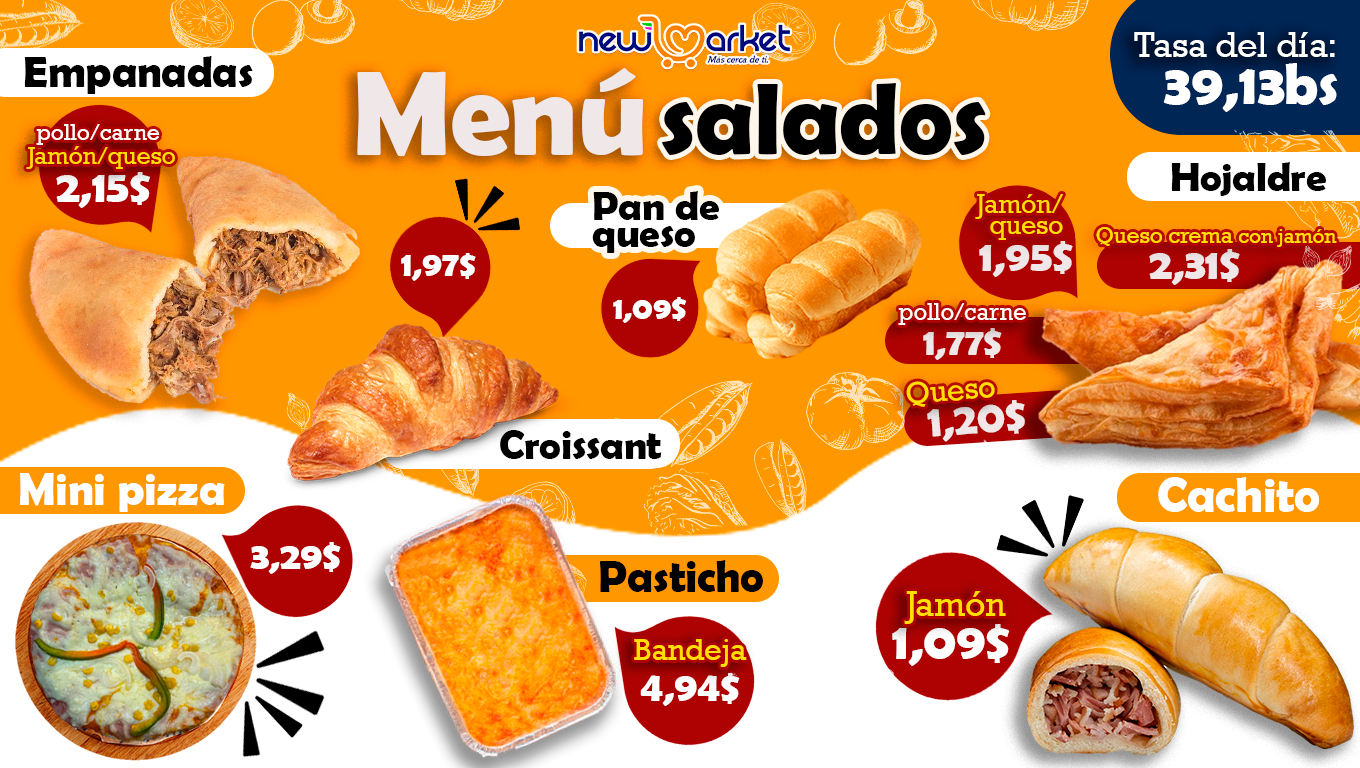 new market
Más cerca de ti.
Menú salados
Tasa del día:
39,13bs
Empanadas
pollo/carne
Jamón/queso
2,15$
1,97$
Croissant
Pan de
queso
1,09$
Hojaldre
Jamón/
queso
1,95$
Queso crema con jamón
2,31$
pollo/carne
1,77$
Queso
1,20$
Mini pizza
3,29$
Pasticho
Bandeja
4,94$
Cachito
Jamón
1,09$